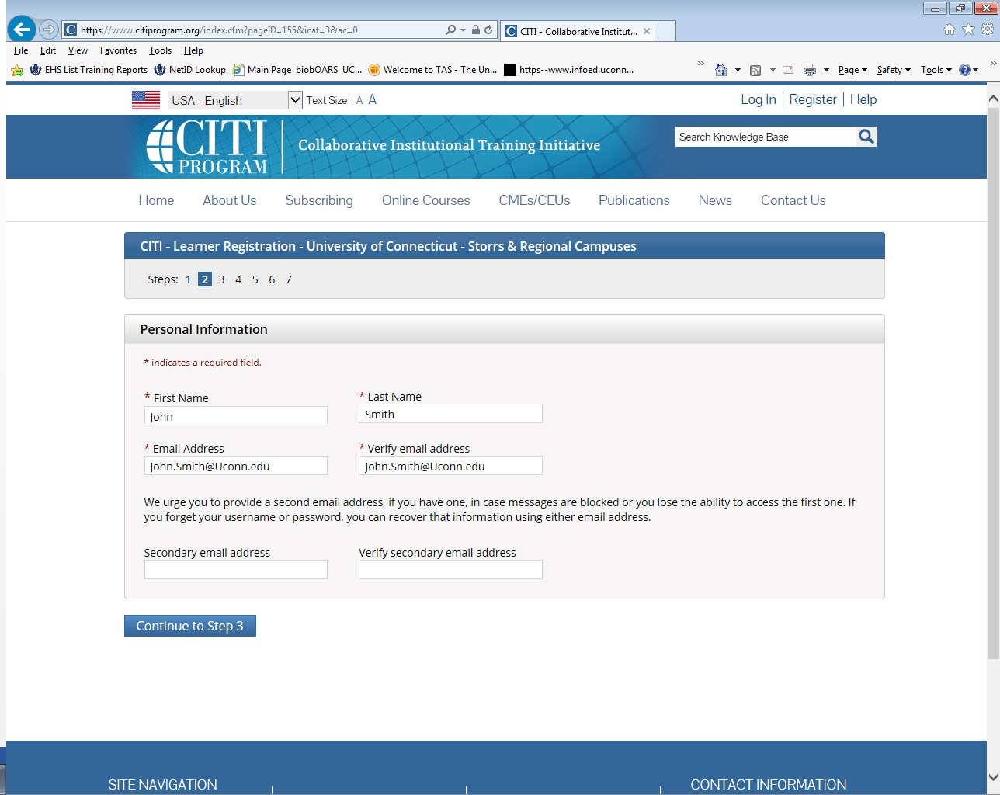 https://www.citiprogram.org/index.cfm?pageID=155&icat=3&ac=0
CITI - Collaborative Institut...
File Edit View Favorites Tools Help
EHS List Training Reports NetID Lookup Main Page biobOARS UC... Welcome to TAS - The Un... https--www.infoed.uconn... Page Safety Tools
USA - English Text Size: A A Log In | Register | Help
CITI PROGRAM
Collaborative Institutional Training Initiative
Search Knowledge Base
Home About Us Subscribing Online Courses CMEs/CEUs Publications News Contact Us
CITI - Learner Registration - University of Connecticut - Storrs & Regional Campuses
Steps: 1 2 3 4 5 6 7
Personal Information
* indicates a required field.
* First Name * Last Name
John Smith
* Email Address * Verify email address
John.Smith@Uconn.edu John.Smith@Uconn.edu
We urge you to provide a second email address, if you have one, in case messages are blocked or you lose the ability to access the first one. If
you forget your username or password, you can recover that information using either email address.
Secondary email address Verify secondary email address
Continue to Step 3
SITE NAVIGATION CONTACT INFORMATION